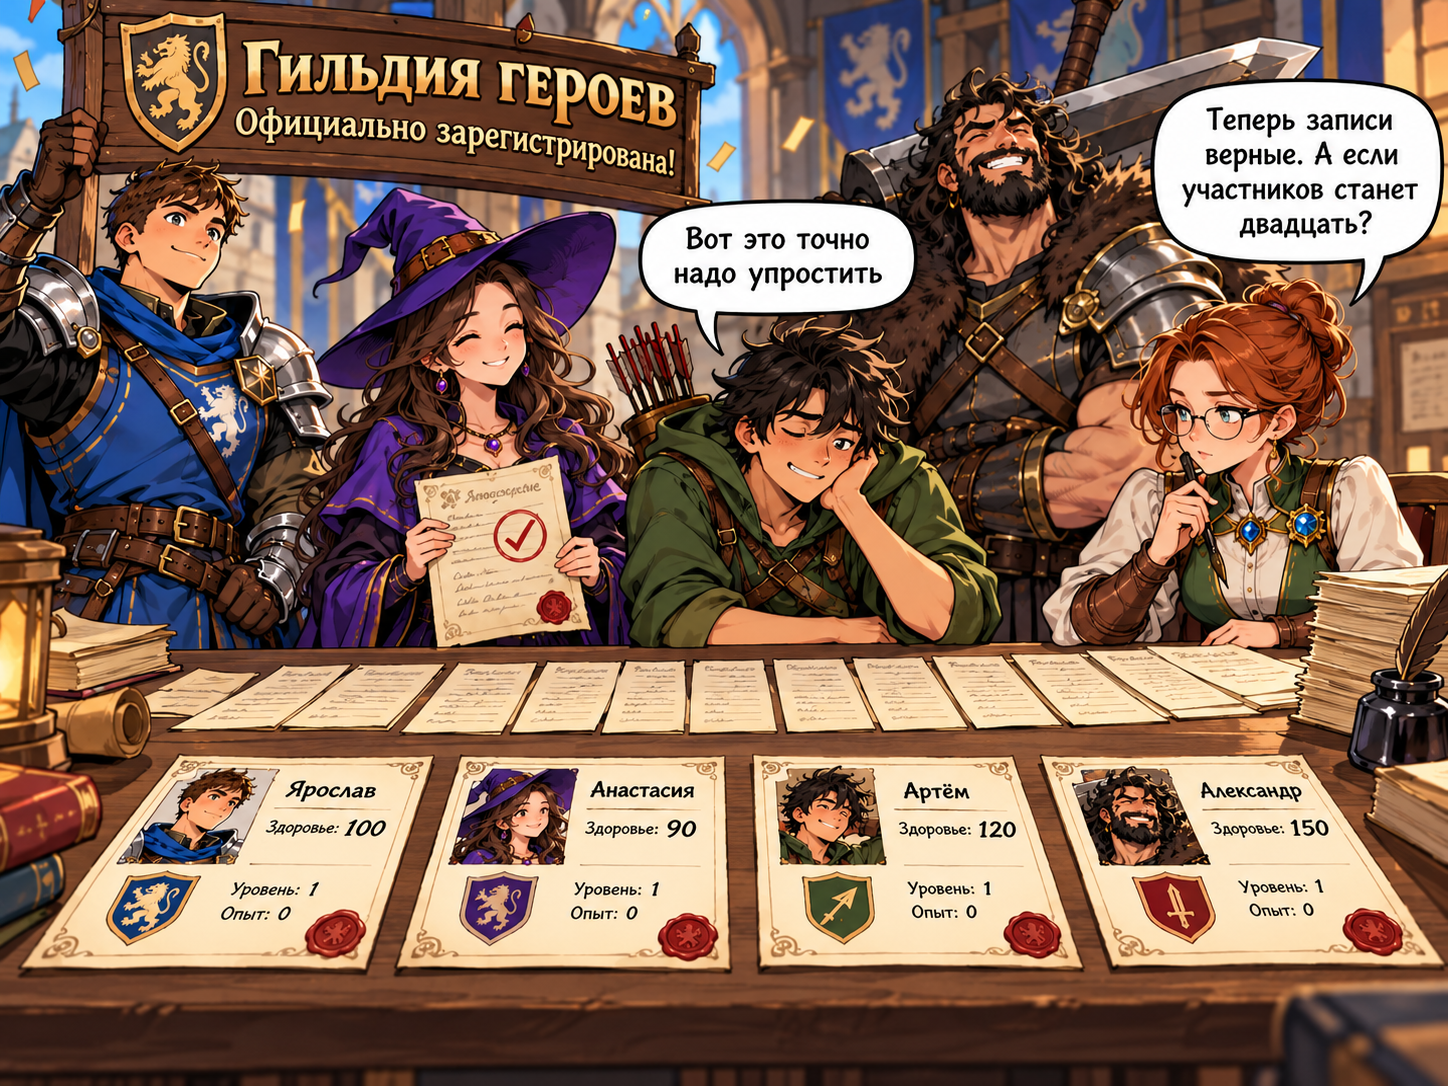 Гильдия героев
Официально зарегистрирована!
Вот это точно
надо упростить
Теперь записи
верные. А если
участников станет
двадцать?
Ярослав
Здоровье: 100
Уровень: 1
Опыт: 0
Анастасия
Здоровье: 90
Уровень: 1
Опыт: 0
Артём
Здоровье: 120
Уровень: 1
Опыт: 0
Александр
Здоровье: 150
Уровень: 1
Опыт: 0